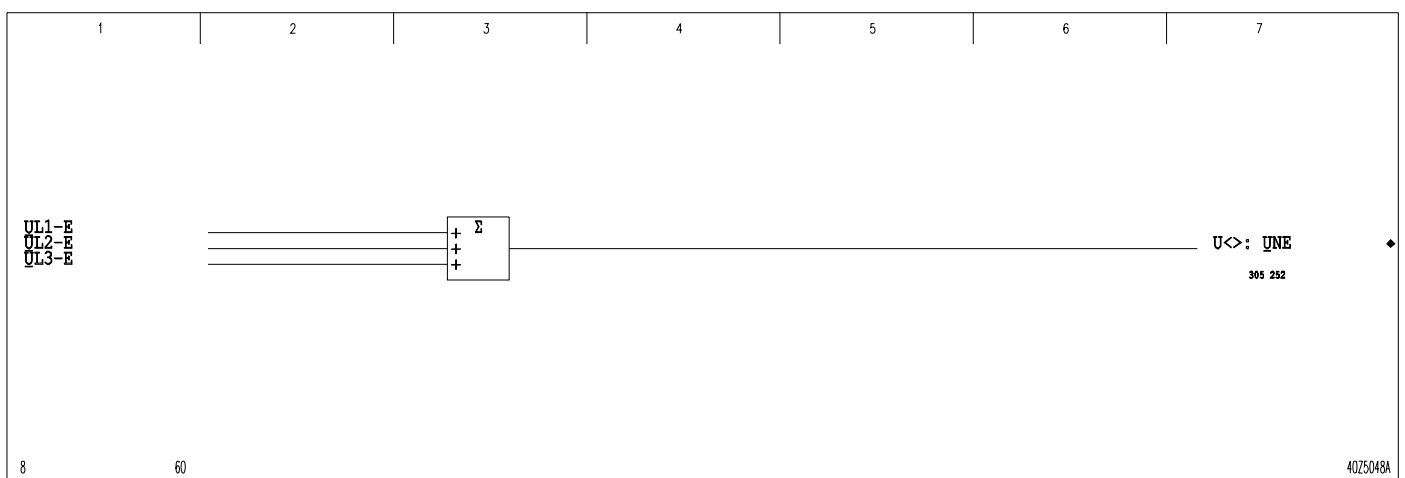 1 2 3 4 5 6 7
UL1-E
UL2-E
UL3-E
Σ
+
+
+
U<>: UNE
305 252
8 60 40Z5048A